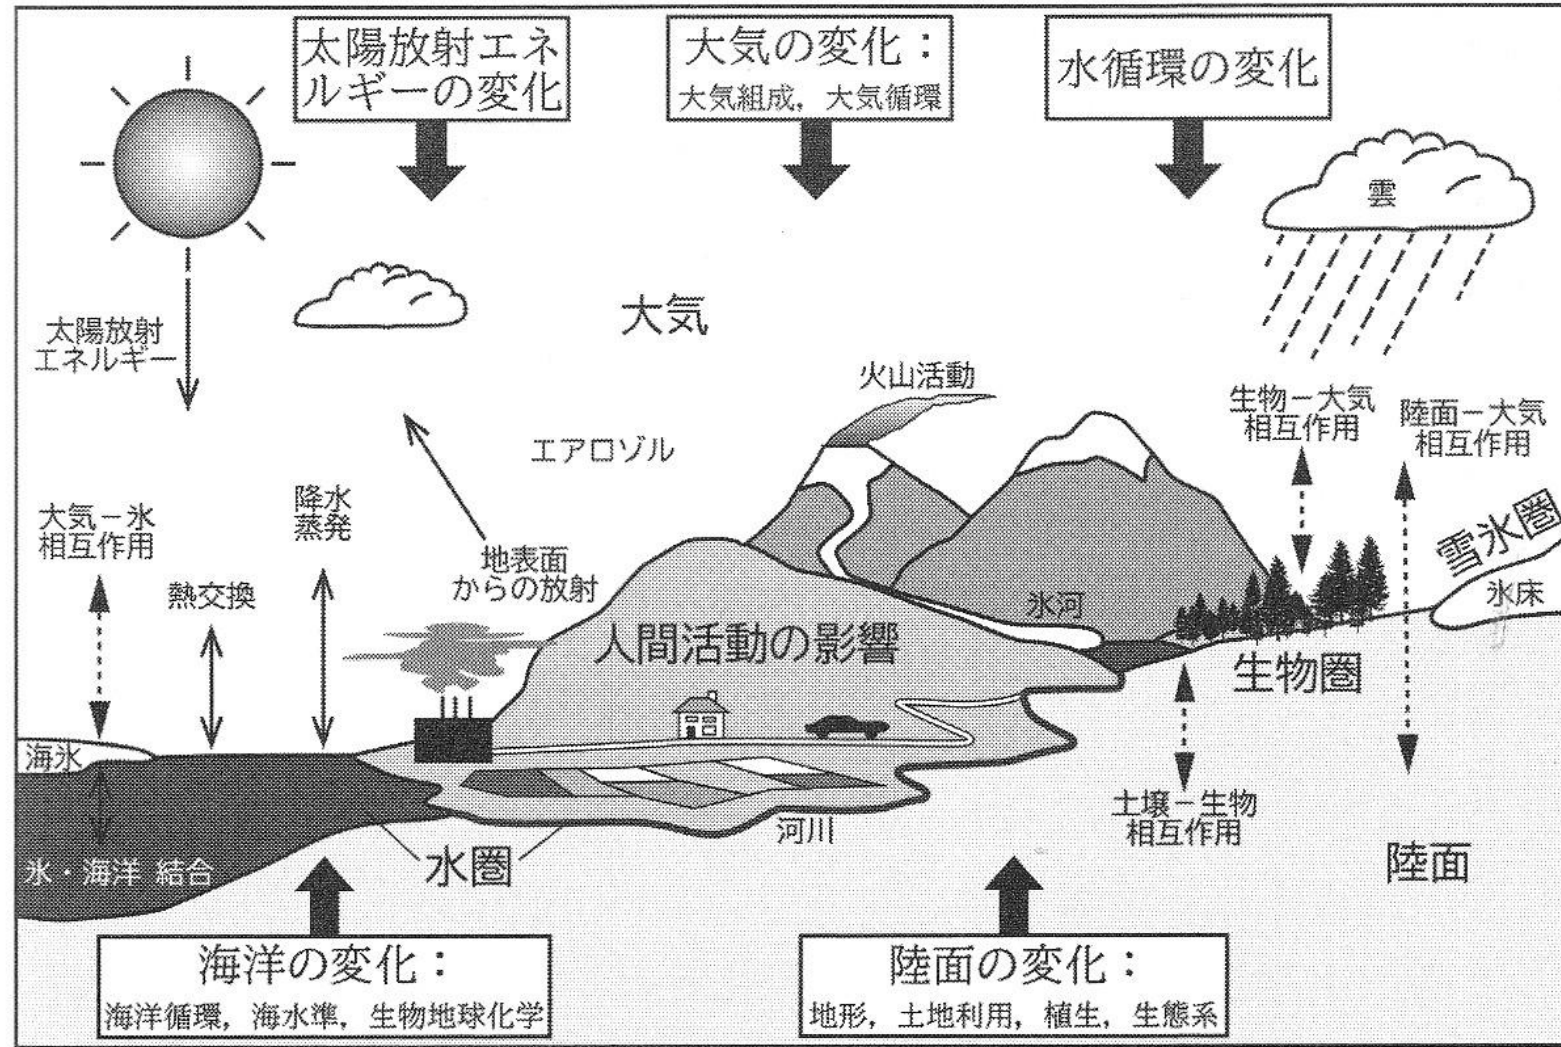 太陽放射エネ
ルギーの変化
大気の変化：
大気組成，大気循環
水循環の変化
雲
太陽放射
エネルギー
大気
火山活動
エアロゾル
生物－大気
相互作用
陸面－大気
相互作用
大気－氷
相互作用
熱交換
降水
蒸発
地表面
からの放射
雪氷圏
氷床
氷河
人間活動の影響
生物圏
海氷
土壌－生物
相互作用
河川
氷・海洋 結合
水圏
陸面
海洋の変化：
海洋循環，海水準，生物地球化学
陸面の変化：
地形，土地利用，植生，生態系